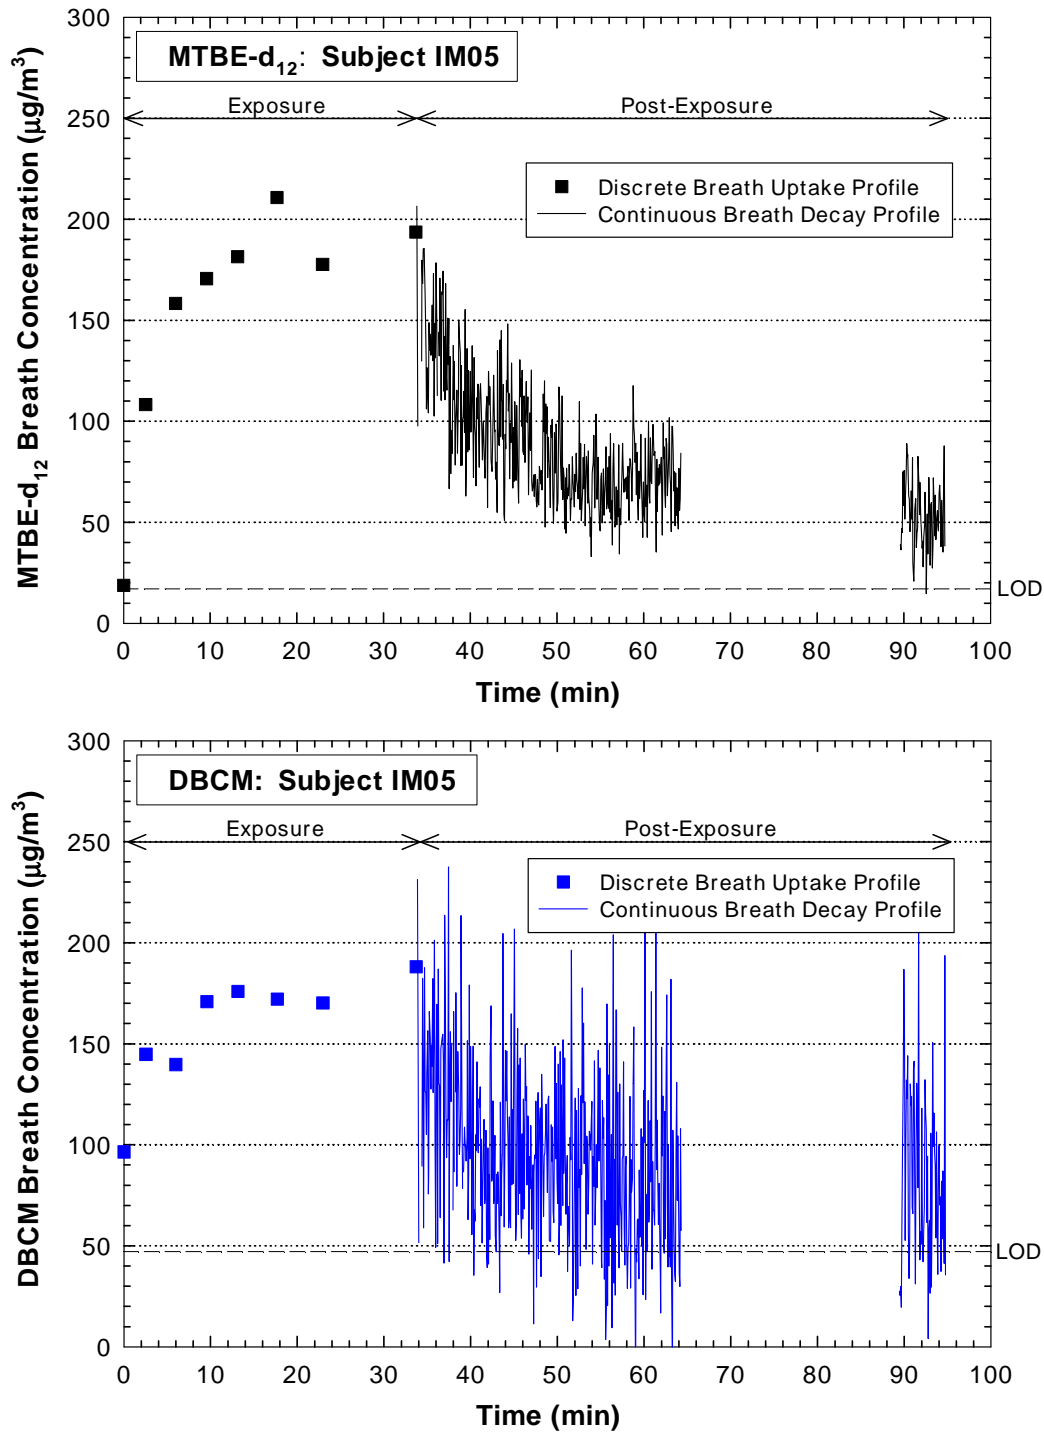 MTBE-d12: Subject IM05
Exposure
Post-Exposure
Discrete Breath Uptake Profile
Continuous Breath Decay Profile
MTBE-d12 Breath Concentration (μg/m3)
300
250
200
150
100
50
0
LOD
0 10 20 30 40 50 60 70 80 90 100
Time (min)
DBCM: Subject IM05
Exposure
Post-Exposure
Discrete Breath Uptake Profile
Continuous Breath Decay Profile
DBCM Breath Concentration (μg/m3)
300
250
200
150
100
50
0
LOD
0 10 20 30 40 50 60 70 80 90 100
Time (min)